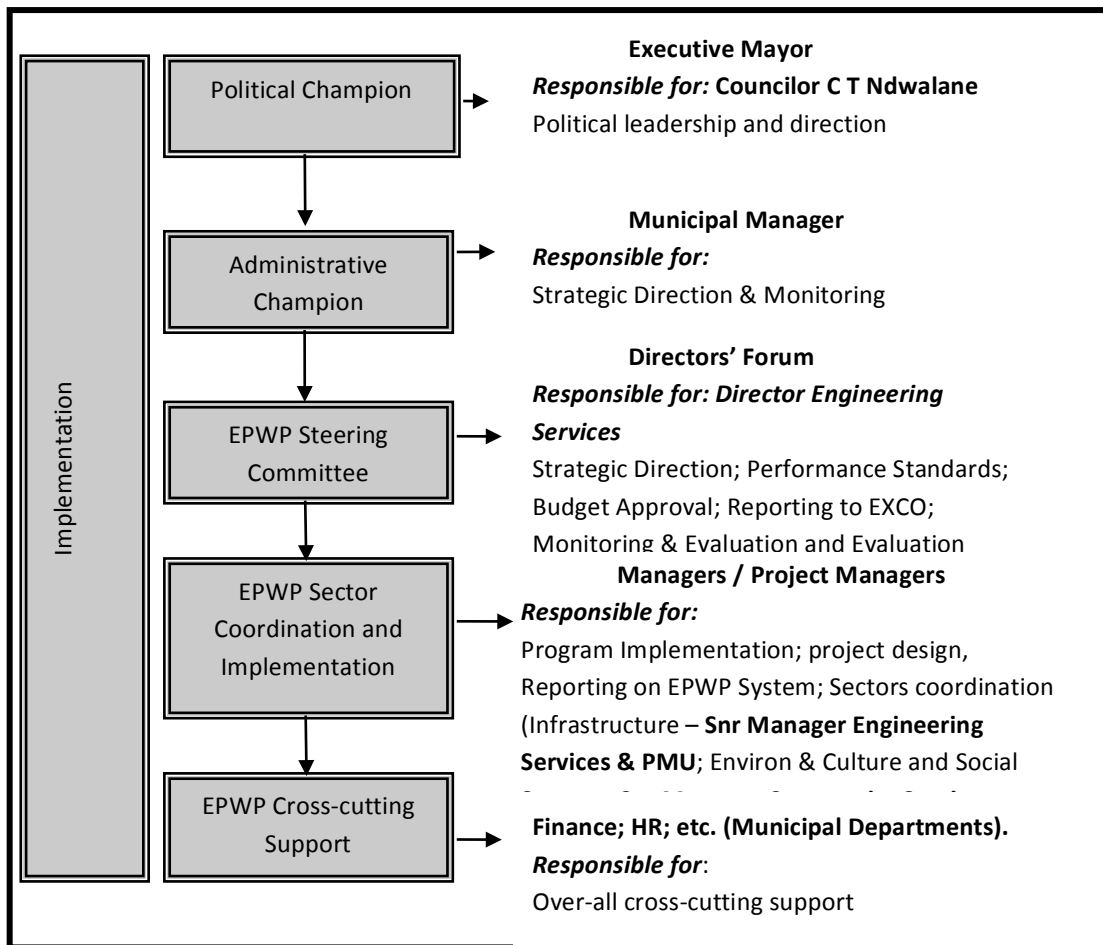 Implementation
Political Champion
Executive Mayor
Responsible for: Councilor C T Ndwalane
Political leadership and direction
Administrative
Champion
Municipal Manager
Responsible for:
Strategic Direction & Monitoring
EPWP Steering
Committee
Directors’ Forum
Responsible for: Director Engineering
Services
Strategic Direction; Performance Standards;
Budget Approval; Reporting to EXCO;
Monitoring & Evaluation and Evaluation
EPWP Sector
Coordination and
Implementation
Managers / Project Managers
Responsible for:
Program Implementation; project design,
Reporting on EPWP System; Sectors coordination
(Infrastructure – Snr Manager Engineering
Services & PMU; Environ & Culture and Social
EPWP Cross-cutting
Support
Finance; HR; etc. (Municipal Departments).
Responsible for:
Over-all cross-cutting support